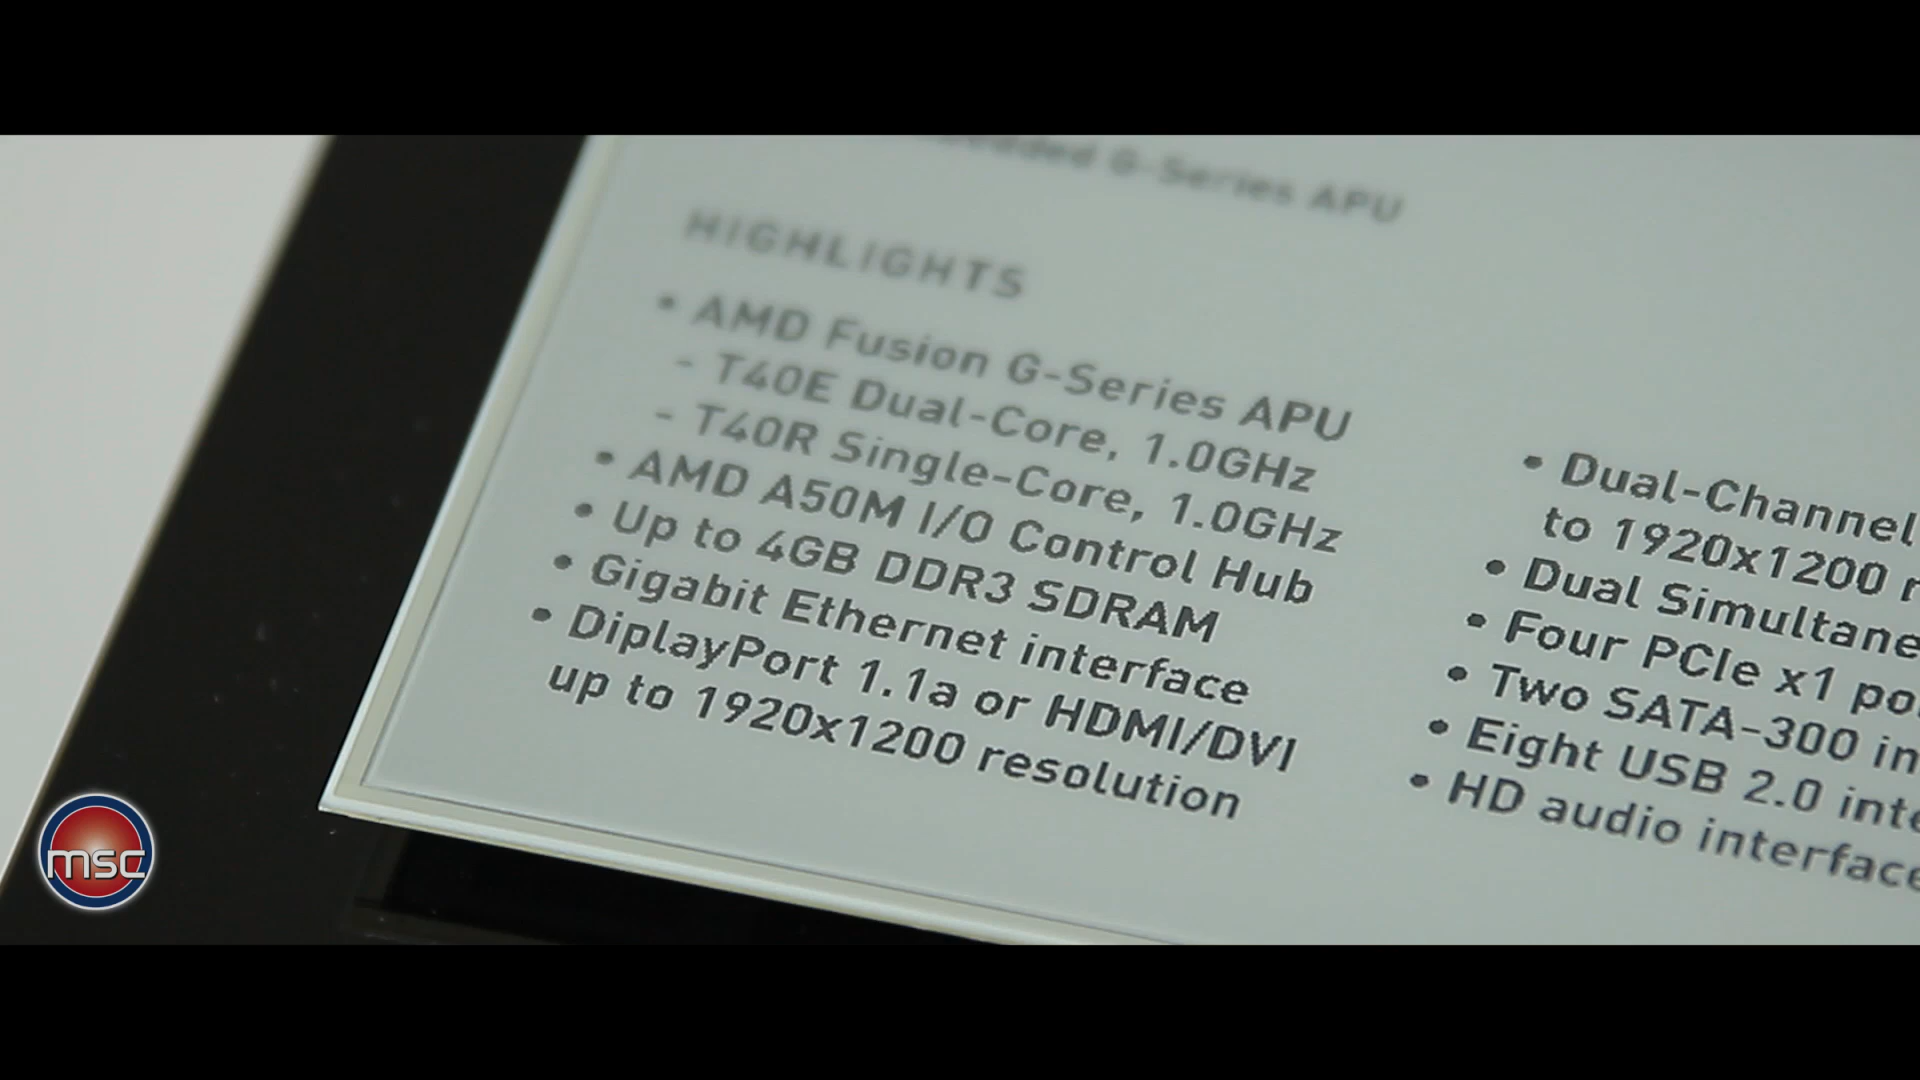 G-Series APU
HIGHLIGHTS
• AMD Fusion G-Series APU
- T40E Dual-Core, 1.0GHz
- T40R Single-Core, 1.0GHz
• AMD A50M I/O Control Hub
• Up to 4GB DDR3 SDRAM
• Gigabit Ethernet interface
• DiplayPort 1.1a or HDMI/DVI
up to 1920x1200 resolution
• Dual-Channel
to 1920x1200
• Dual Simultane
• Four PCIe x1 po
• Two SATA-300 in
• Eight USB 2.0 inte
• HD audio interface
msc